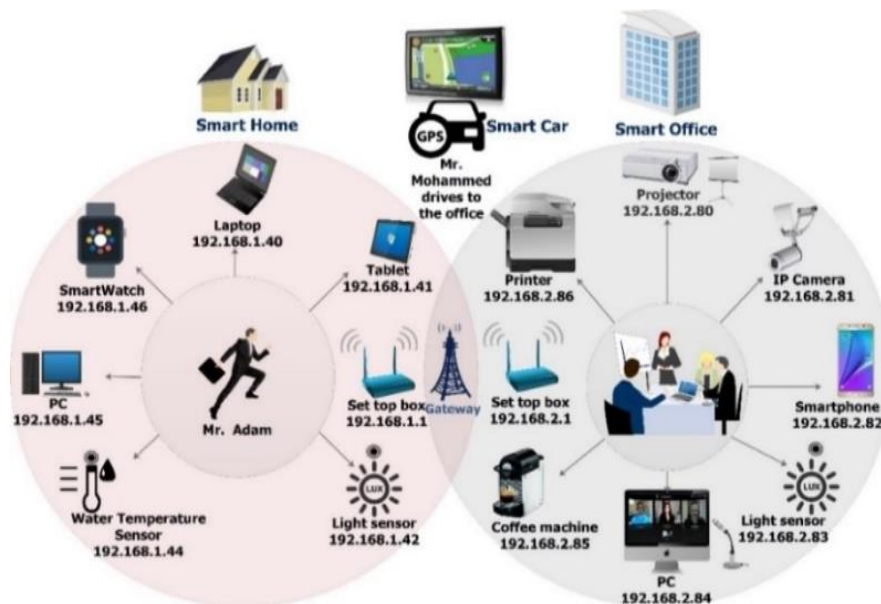 Smart Home
Smart Car
Smart Office
GPS
Mr.
Mohammed
drives to
the office
Laptop
192.168.1.40
Tablet
192.168.1.41
SmartWatch
192.168.1.46
PC
192.168.1.45
Mr. Adam
Set top box
192.168.1.1
Gateway
Water Temperature
Sensor
192.168.1.44
LUX
Light sensor
192.168.1.42
Projector
192.168.2.80
Printer
192.168.2.86
IP Camera
192.168.2.81
Set top box
192.168.2.1
Smartphone
192.168.2.82
Coffee machine
192.168.2.85
LUX
Light sensor
192.168.2.83
PC
192.168.2.84